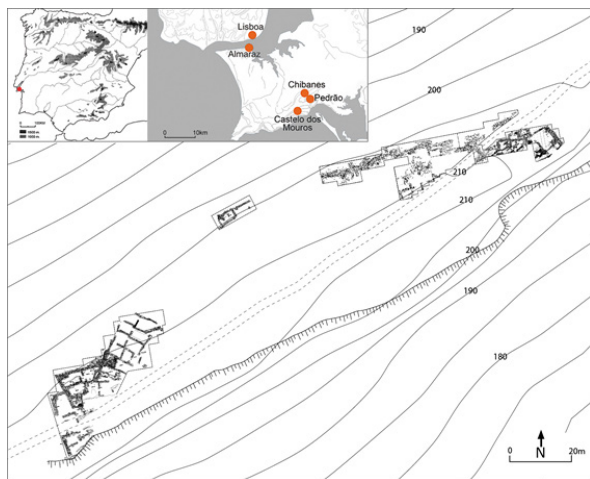 Lisboa
Almaraz
Chibanes
Pedrão
Castelo dos
Mouros
0 10km
190
200
210
210
200
190
180
N
0 20m